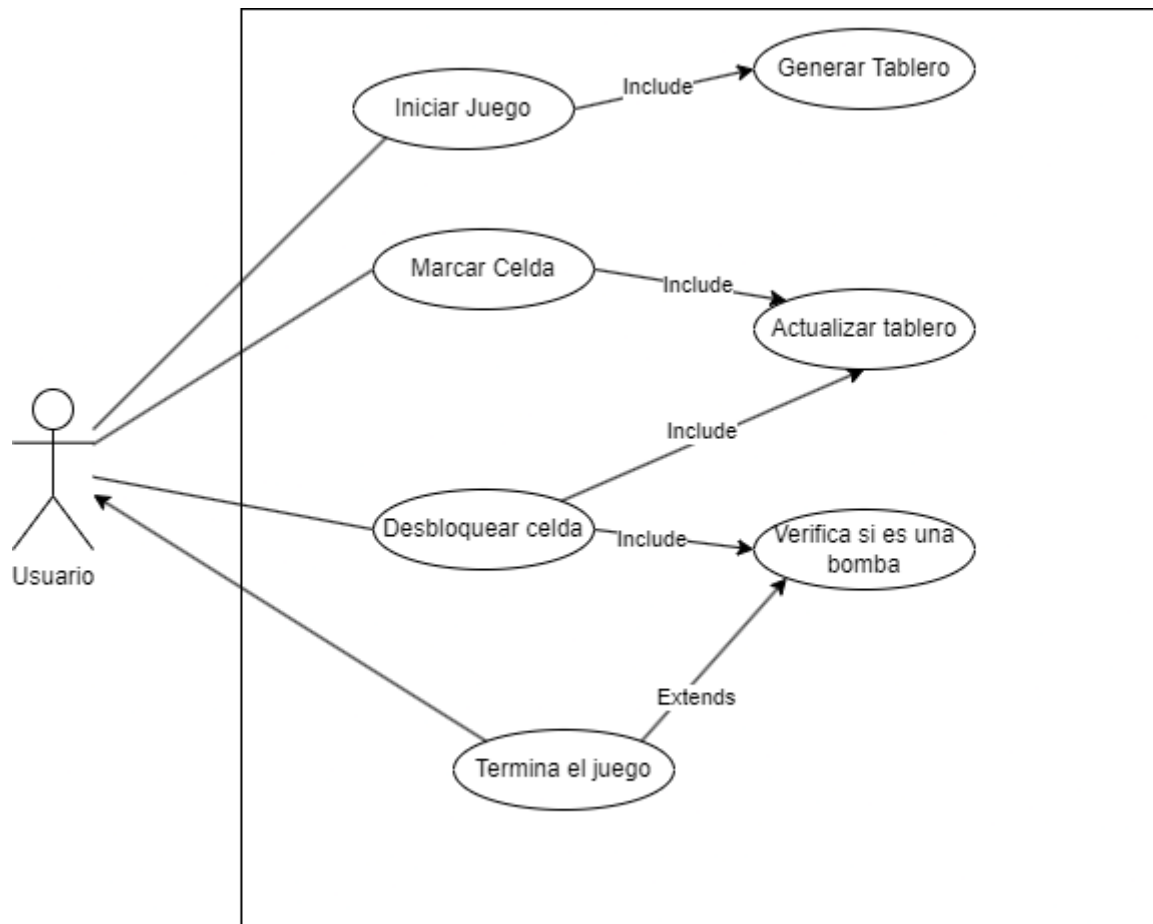 Generar Tablero
Include
Iniciar Juego
Marcar Celda
Include
Actualizar tablero
Include
Desbloquear celda
Include
Verifica si es una
bomba
Usuario
Extends
Termina el juego